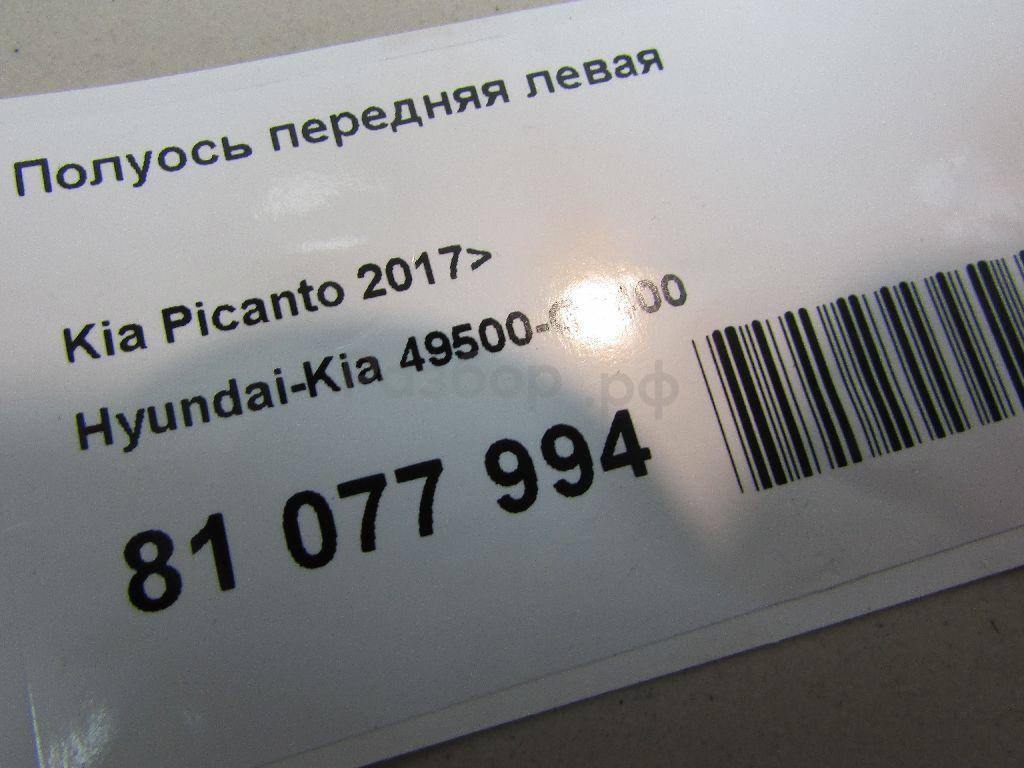 Полуось передняя левая
Kia Picanto 2017>
Hyundai-Kia
81 077 994